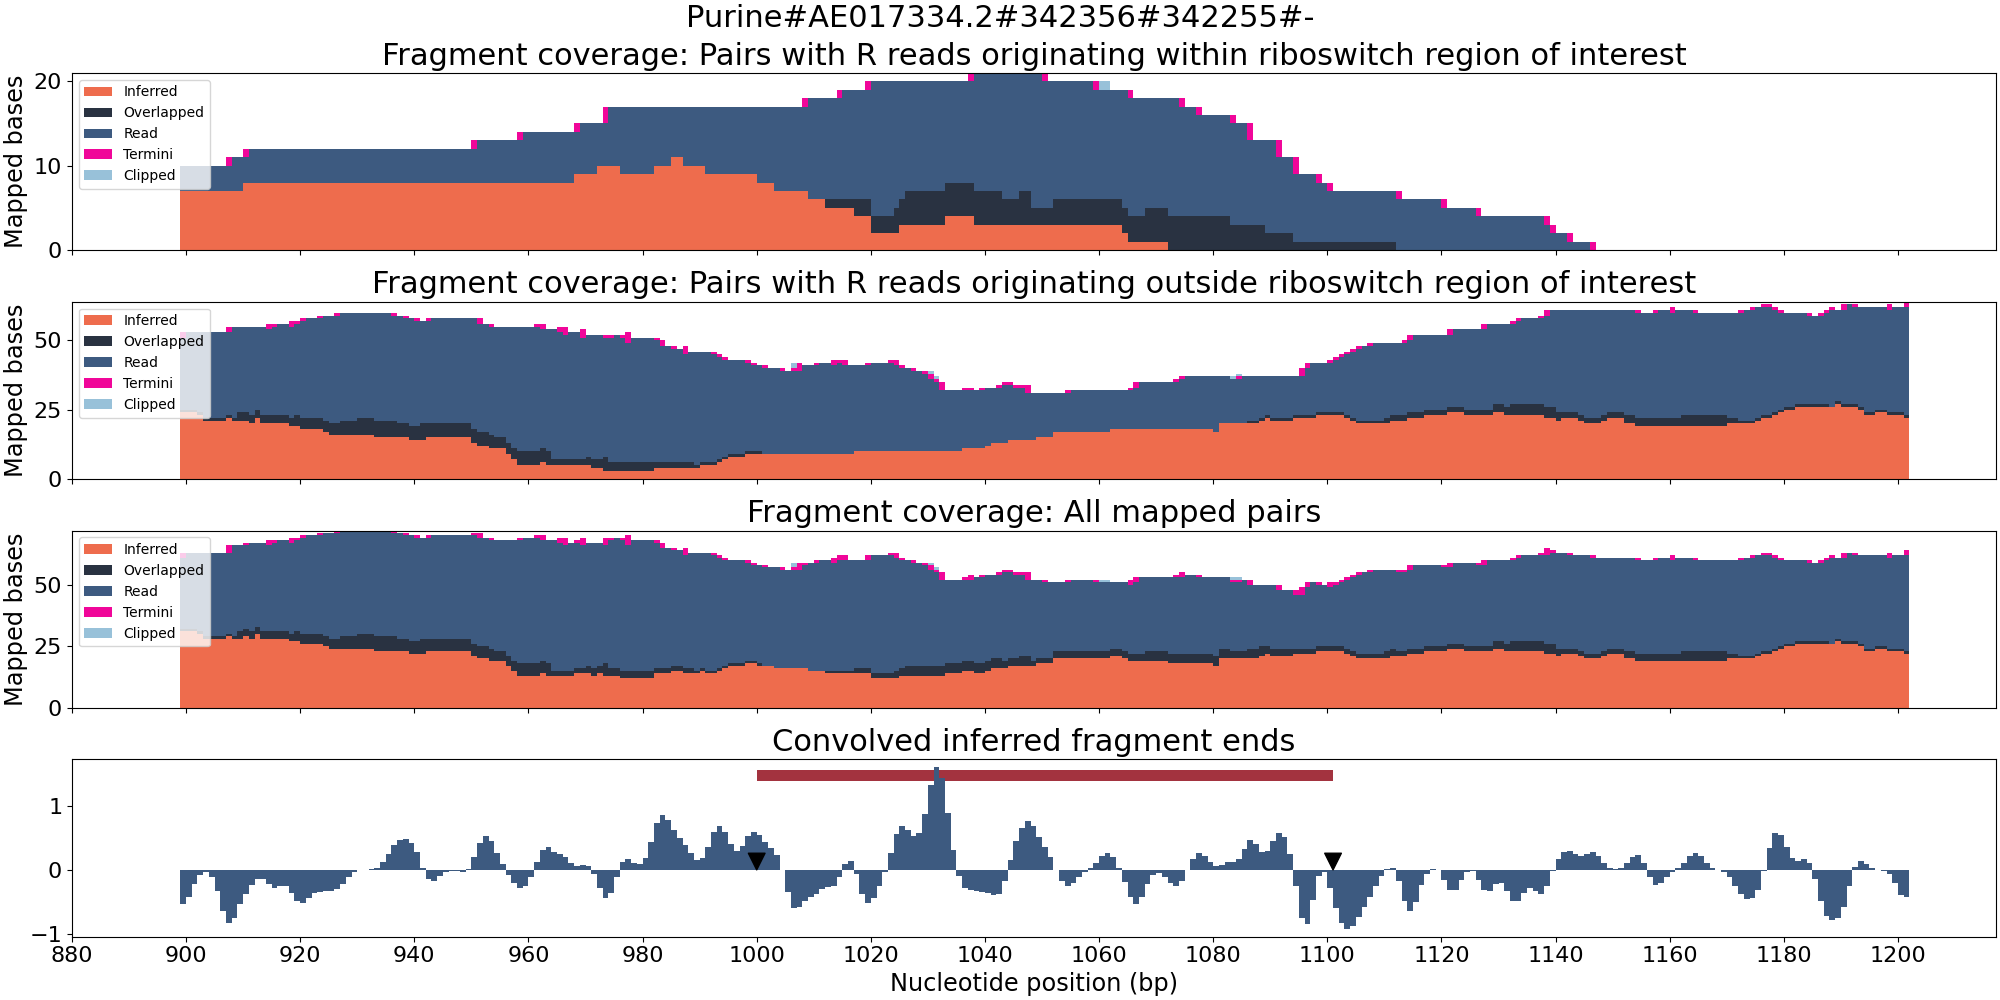 Purine#AE017334.2#342356#342255#-
Fragment coverage: Pairs with R reads originating within riboswitch region of interest
Mapped bases
20
10
0
Inferred
Overlapped
Read
Termini
Clipped
Fragment coverage: Pairs with R reads originating outside riboswitch region of interest
Mapped bases
50
25
0
Inferred
Overlapped
Read
Termini
Clipped
Fragment coverage: All mapped pairs
Mapped bases
50
25
0
Inferred
Overlapped
Read
Termini
Clipped
Convolved inferred fragment ends
1
0
−1
880 900 920 940 960 980 1000 1020 1040 1060 1080 1100 1120 1140 1160 1180 1200
Nucleotide position (bp)